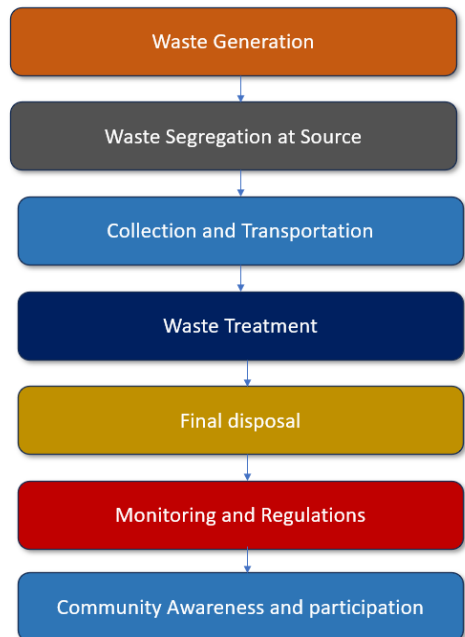 Waste Generation
Waste Segregation at Source
Collection and Transportation
Waste Treatment
Final disposal
Monitoring and Regulations
Community Awareness and participation